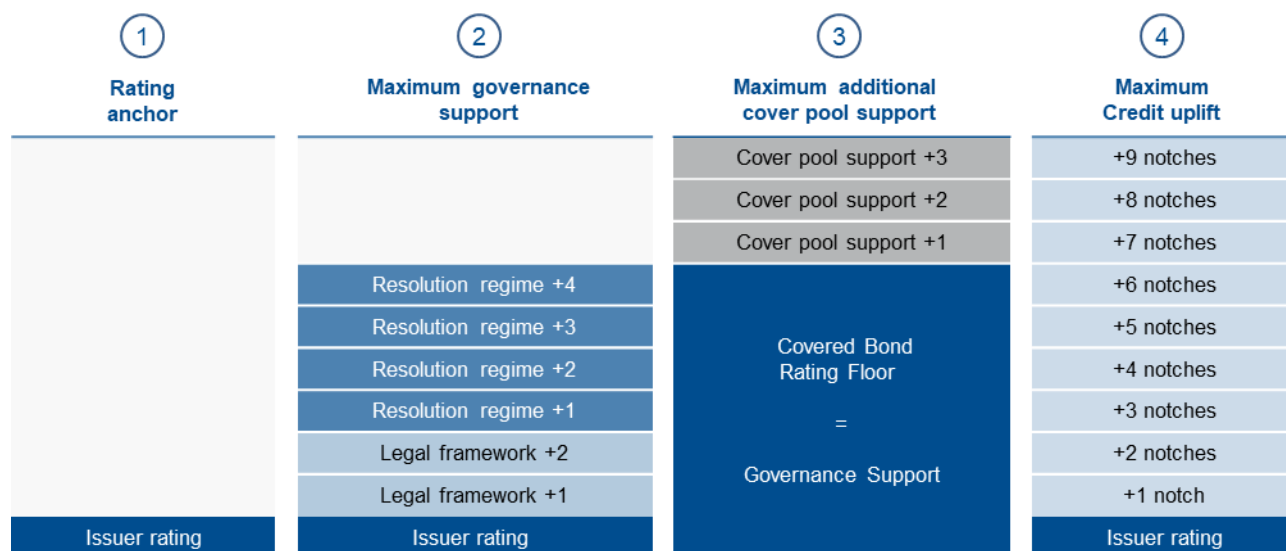 1
Rating
anchor
Issuer rating
2
Maximum governance
support
Resolution regime +4
Resolution regime +3
Resolution regime +2
Resolution regime +1
Legal framework +2
Legal framework +1
Issuer rating
3
Maximum additional
cover pool support
Cover pool support +3
Cover pool support +2
Cover pool support +1
Covered Bond
Rating Floor
=
Governance Support
4
Maximum
Credit uplift
+9 notches
+8 notches
+7 notches
+6 notches
+5 notches
+4 notches
+3 notches
+2 notches
+1 notch
Issuer rating